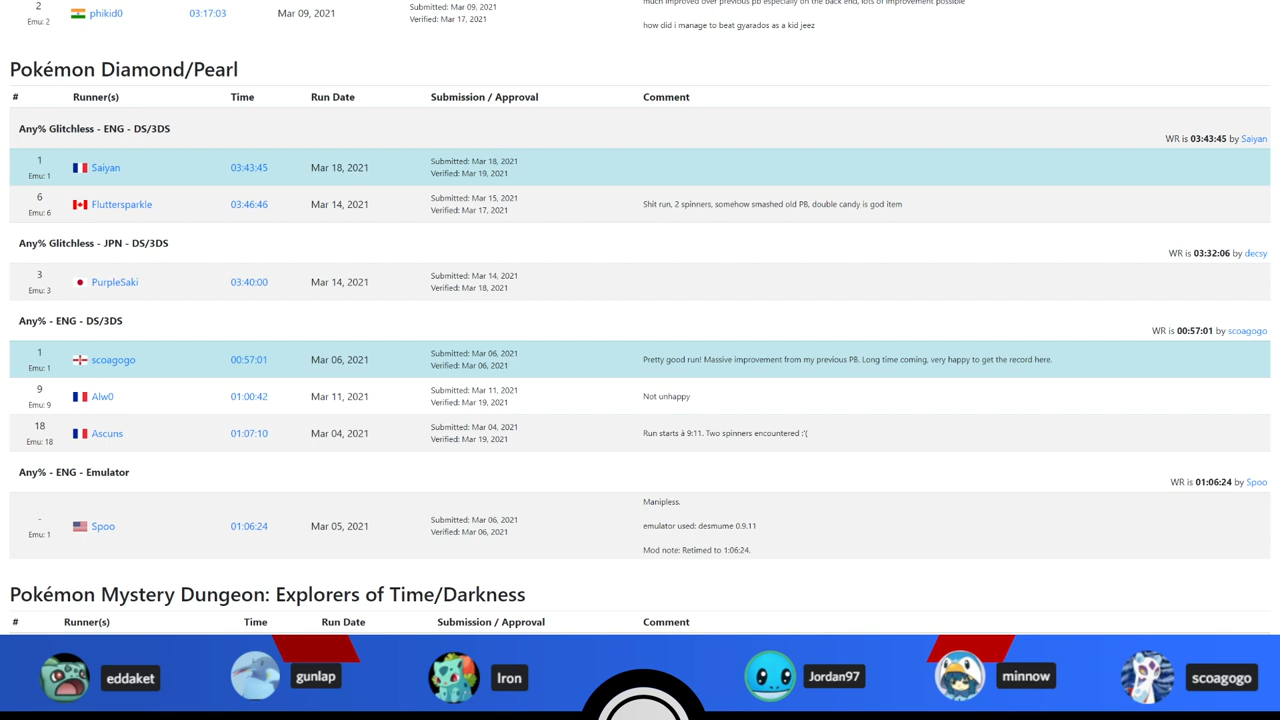 much improved over previous pb especially on the back end, lots of improvement possible
2 phikid0 03:17:03 Mar 09, 2021 Submitted: Mar 09, 2021
Emu: 2 Verified: Mar 17, 2021
how did i manage to beat gyarados as a kid jeez
Pokémon Diamond/Pearl
# Runner(s) Time Run Date Submission / Approval Comment
Any% Glitchless - ENG - DS/3DS
WR is 03:43:45 by Saiyan
1 Saiyan 03:43:45 Mar 18, 2021 Submitted: Mar 18, 2021
Emu: 1 Verified: Mar 19, 2021
6 Fluttersparkle 03:46:46 Mar 14, 2021 Submitted: Mar 15, 2021 Shit run, 2 spinners, somehow smashed old PB, double candy is god item
Emu: 6 Verified: Mar 17, 2021
Any% Glitchless - JPN - DS/3DS
WR is 03:32:06 by decsy
3 PurpleSaki 03:40:00 Mar 14, 2021 Submitted: Mar 14, 2021
Emu: 3 Verified: Mar 18, 2021
Any% - ENG - DS/3DS
WR is 00:57:01 by scoagogo
1 scoagogo 00:57:01 Mar 06, 2021 Submitted: Mar 06, 2021 Pretty good run! Massive improvement from my previous PB. Long time coming, very happy to get the record here.
Emu: 1 Verified: Mar 06, 2021
9 Alw0 01:00:42 Mar 11, 2021 Submitted: Mar 11, 2021 Not unhappy
Emu: 9 Verified: Mar 19, 2021
18 Ascuns 01:07:10 Mar 04, 2021 Submitted: Mar 04, 2021 Run starts à 9:11. Two spinners encountered :'(
Emu: 18 Verified: Mar 19, 2021
Any% - ENG - Emulator
WR is 01:06:24 by Spoo
Manipless.
- Spoo 01:06:24 Mar 05, 2021 Submitted: Mar 06, 2021 emulator used: desmume 0.9.11
Emu: 1 Verified: Mar 06, 2021
Mod note: Retimed to 1:06:24.
Pokémon Mystery Dungeon: Explorers of Time/Darkness
# Runner(s) Time Run Date Submission / Approval Comment
eddaket gunlap Iron Jordan97 minnow scoagogo